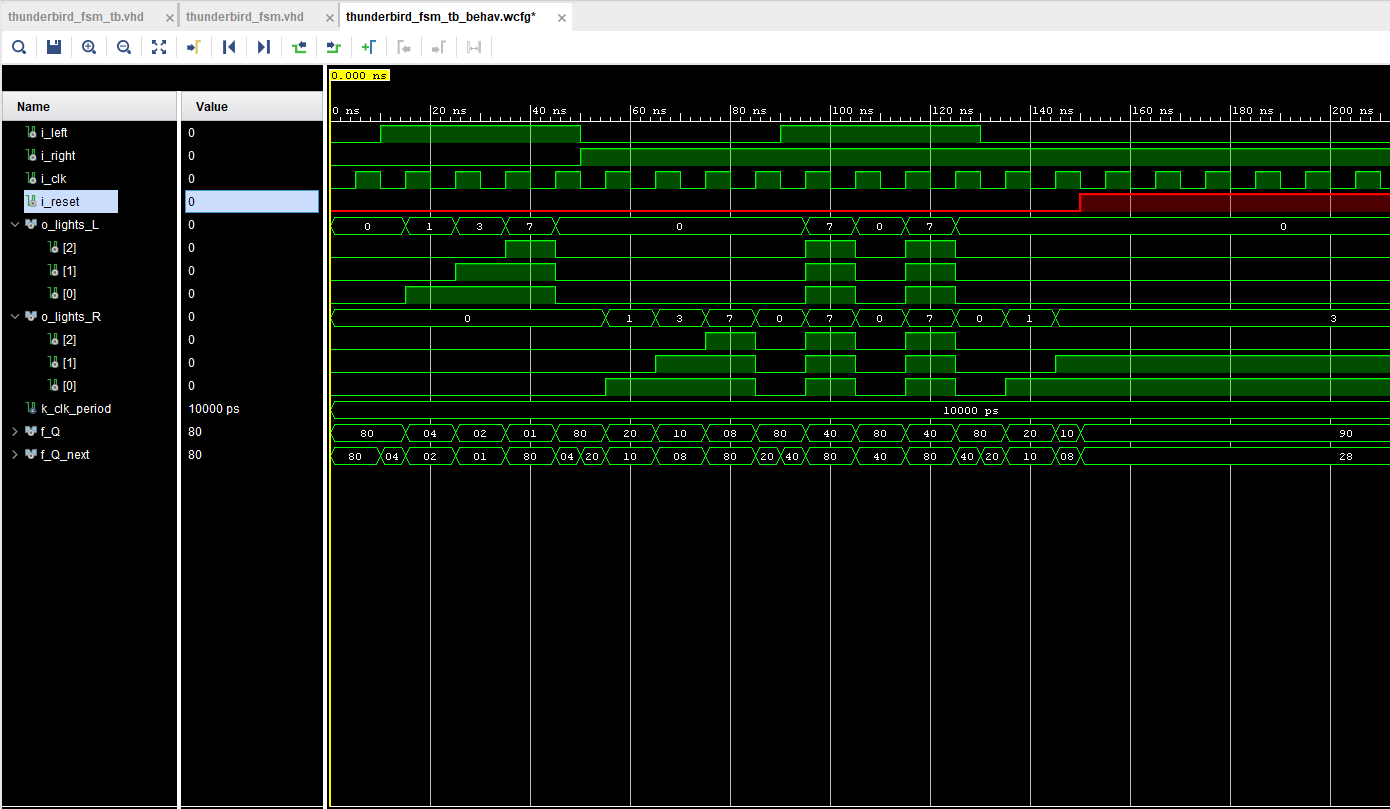 thunderbird_fsm_tb.vhd × thunderbird_fsm.vhd × thunderbird_fsm_tb_behav.wcfg* ×
0.000 ns
Name Value 0 ns 20 ns 40 ns 60 ns 80 ns 100 ns 120 ns 140 ns 160 ns 180 ns 200 ns
i_left 0
i_right 0
i_clk 0
i_reset 0
o_lights_L 0 0 1 3 7 0 7 0 7 0
[2] 0
[1] 0
[0] 0
o_lights_R 0 0 1 3 7 0 7 0 7 0 1 3
[2] 0
[1] 0
[0] 0
k_clk_period 10000 ps 10000 ps
f_Q 80 80 04 02 01 80 20 10 08 80 40 80 40 80 20 10 90
f_Q_next 80 80 04 02 01 80 04 20 10 08 80 20 40 80 40 80 40 20 10 08 28